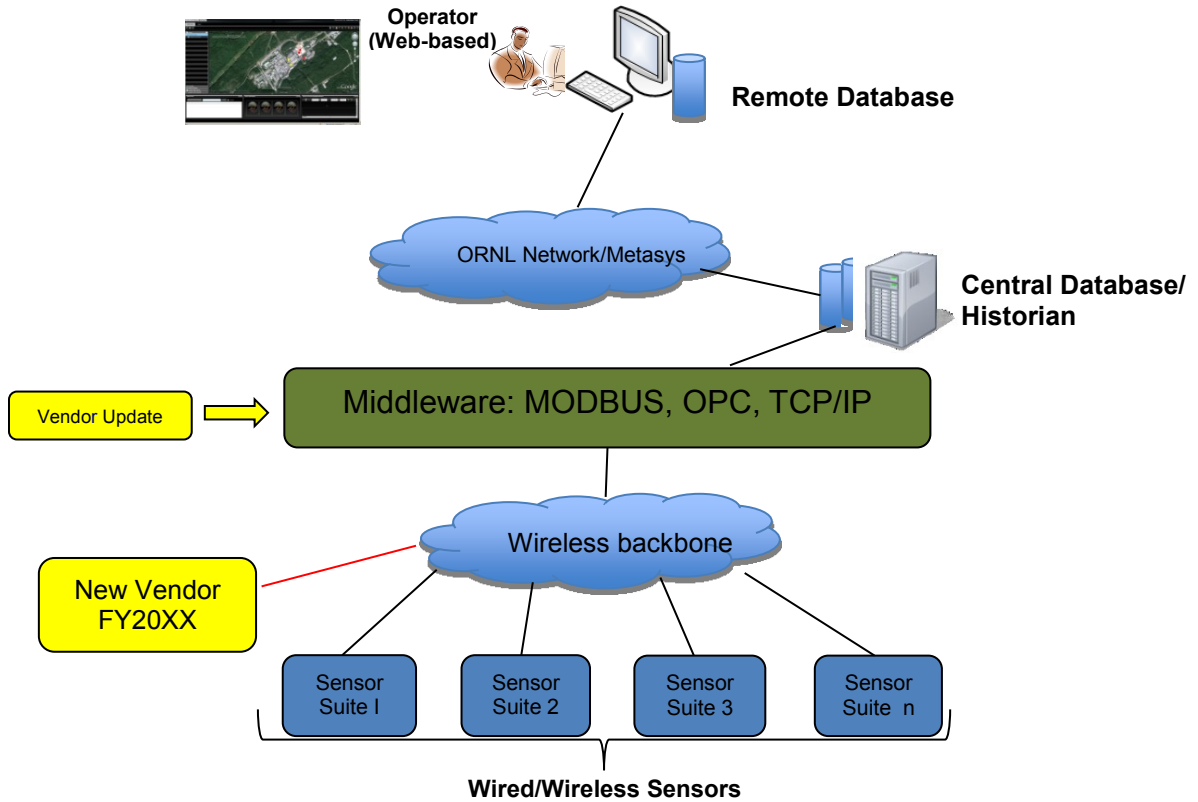 Operator
(Web-based)
Remote Database
ORNL Network/Metasys
Central Database/
Historian
Middleware: MODBUS, OPC, TCP/IP
Vendor Update
Wireless backbone
New Vendor
FY20XX
Sensor
Suite I
Sensor
Suite 2
Sensor
Suite 3
Sensor
Suite n
Wired/Wireless Sensors